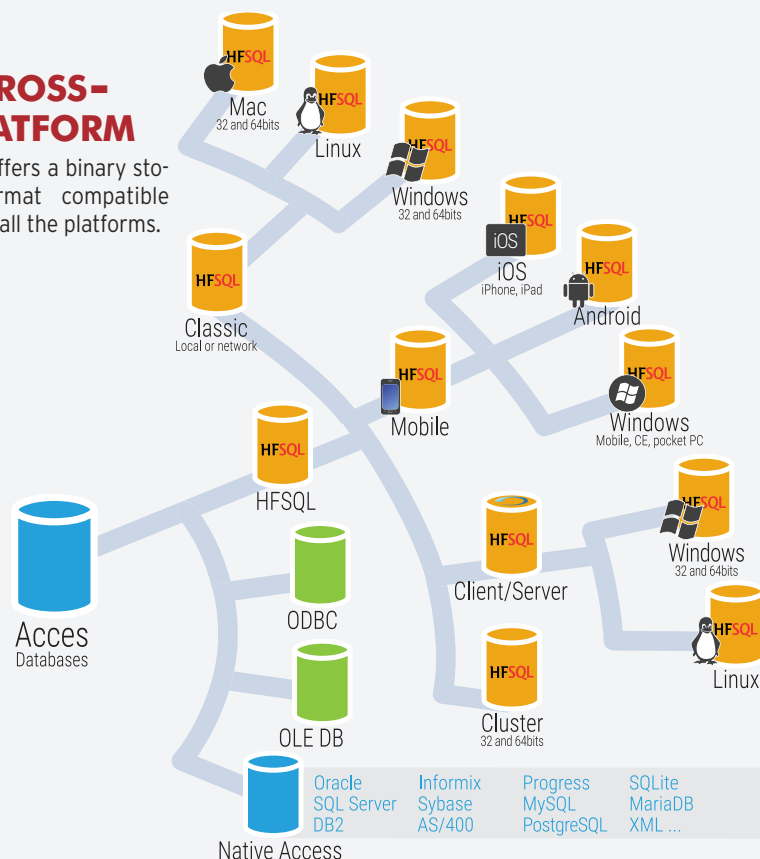 ROSS-
ATFORM
ffers a binary sto-
rmat compatible
all the platforms.
HFSQL
Mac
32 and 64bits
HFSQL
Linux
HFSQL
Windows
32 and 64bits
HFSQL
iOS
iOS
iPhone, iPad
HFSQL
Android
HFSQL
Classic
Local or network
HFSQL
Mobile
HFSQL
Windows
Mobile, CE, pocket PC
HFSQL
HFSQL
HFSQL
Windows
32 and 64bits
HFSQL
Client/Server
Acces
Databases
ODBC
HFSQL
Linux
OLE DB
HFSQL
Cluster
32 and 64bits
Native Access
Oracle Informix Progress SQLite
SQL Server Sybase MySQL MariaDB
DB2 AS/400 PostgreSQL XML ...